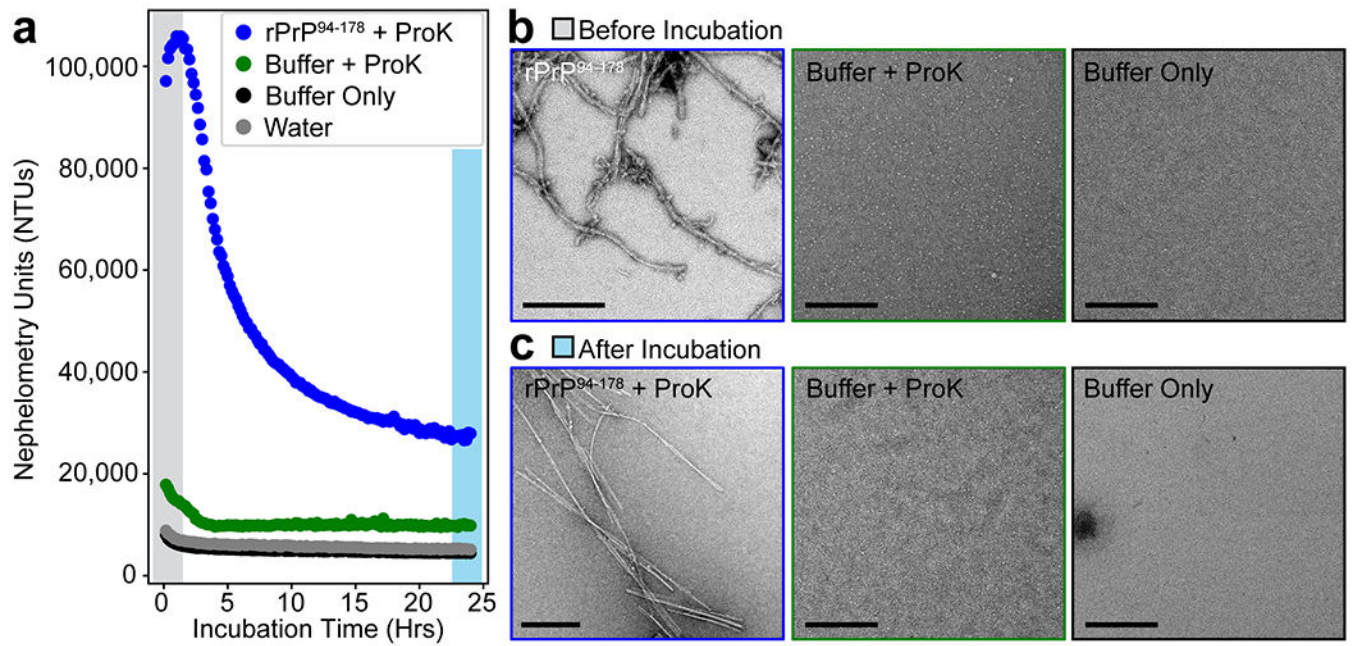 a
Nephelometry Units (NTUs)
100,000
80,000
60,000
40,000
20,000
0
rPrP94-178 + ProK
Buffer + ProK
Buffer Only
Water
0 5 10 15 20 25
Incubation Time (Hrs)
b Before Incubation
rPrP94-178
Buffer + ProK
Buffer Only
c After Incubation
rPrP94-178 + ProK
Buffer + ProK
Buffer Only